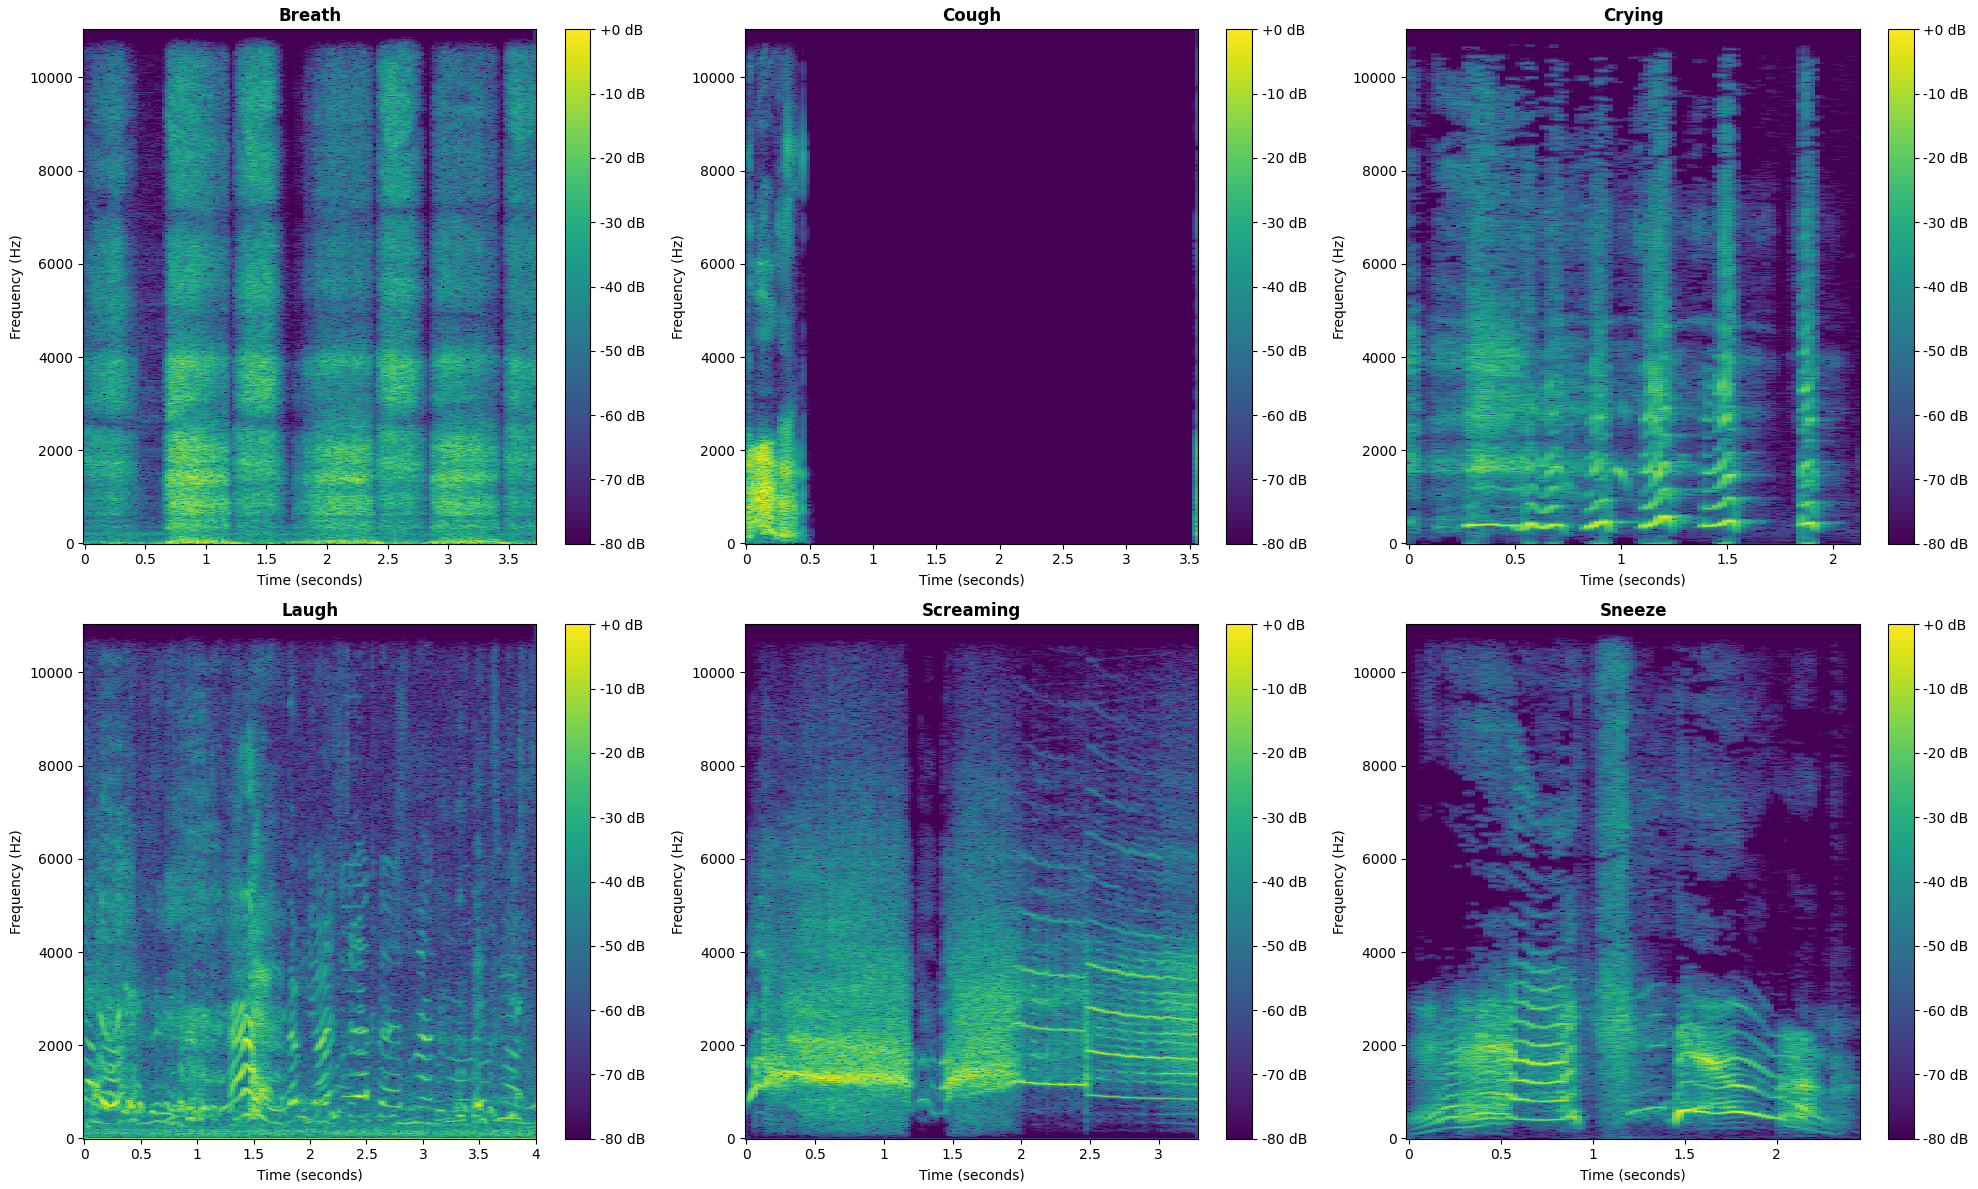 Breath
Cough
Crying
+0 dB
-10 dB
-20 dB
-30 dB
-40 dB
-50 dB
-60 dB
-70 dB
-80 dB
+0 dB
-10 dB
-20 dB
-30 dB
-40 dB
-50 dB
-60 dB
-70 dB
-80 dB
+0 dB
-10 dB
-20 dB
-30 dB
-40 dB
-50 dB
-60 dB
-70 dB
-80 dB
Frequency (Hz)
10000
8000
6000
4000
2000
0
Frequency (Hz)
10000
8000
6000
4000
2000
0
Frequency (Hz)
10000
8000
6000
4000
2000
0
0 0.5 1 1.5 2 2.5 3 3.5
0 0.5 1 1.5 2 2.5 3 3.5
0 0.5 1 1.5 2
Time (seconds)
Time (seconds)
Time (seconds)
Laugh
Screaming
Sneeze
+0 dB
-10 dB
-20 dB
-30 dB
-40 dB
-50 dB
-60 dB
-70 dB
-80 dB
+0 dB
-10 dB
-20 dB
-30 dB
-40 dB
-50 dB
-60 dB
-70 dB
-80 dB
+0 dB
-10 dB
-20 dB
-30 dB
-40 dB
-50 dB
-60 dB
-70 dB
-80 dB
Frequency (Hz)
10000
8000
6000
4000
2000
0
Frequency (Hz)
10000
8000
6000
4000
2000
0
Frequency (Hz)
10000
8000
6000
4000
2000
0
0 0.5 1 1.5 2 2.5 3 3.5 4
0 0.5 1 1.5 2 2.5 3
0 0.5 1 1.5 2
Time (seconds)
Time (seconds)
Time (seconds)